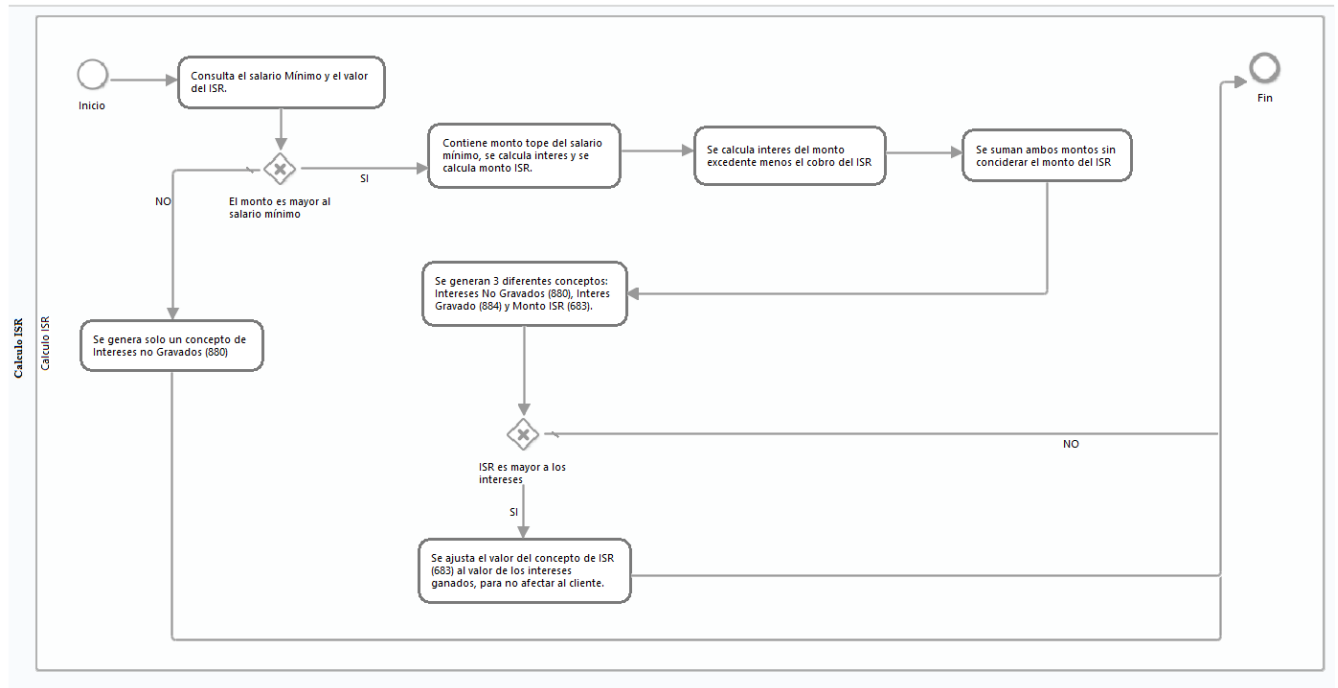 Calculo ISR
Calculo ISR
Inicio
Consulta el salario Mínimo y el valor
del ISR.
El monto es mayor al
salario mínimo
SI
NO
Contiene monto tope del salario
mínimo, se calcula interes y se
calcula monto ISR.
Se calcula interes del monto
excedente menos el cobro del ISR
Se suman ambos montos sin
conciderar el monto del ISR
Fin
Se generan 3 diferentes conceptos:
Intereses No Gravados (880), Interes
Gravado (884) y Monto ISR (683).
Se genera solo un concepto de
Intereses no Gravados (880)
ISR es mayor a los
intereses
NO
SI
Se ajusta el valor del concepto de ISR
(683) al valor de los intereses
ganados, para no afectar al cliente.